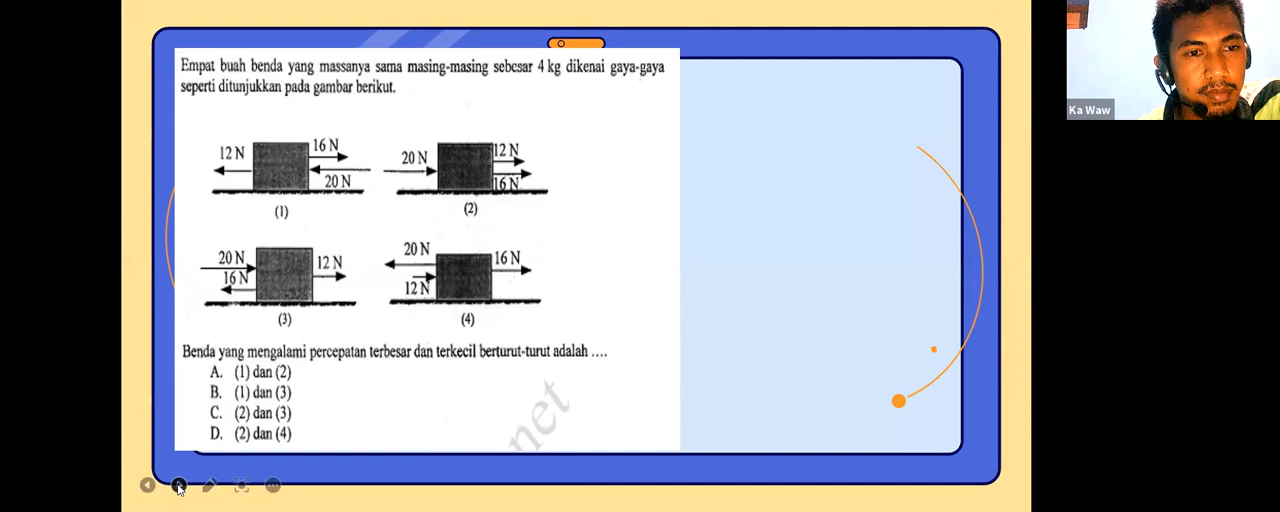 Empat buah benda yang massanya sama masing-masing sebesar 4 kg dikenai gaya-gaya
seperti ditunjukkan pada gambar berikut.
12 N
16 N
20 N
(1)
20 N
12 N
16 N
(2)
20 N
16 N
12 N
(3)
20 N
12 N
16 N
(4)
Benda yang mengalami percepatan terbesar dan terkecil berturut-turut adalah ....
A. (1) dan (2)
B. (1) dan (3)
C. (2) dan (3)
D. (2) dan (4)
net
Ka Waw